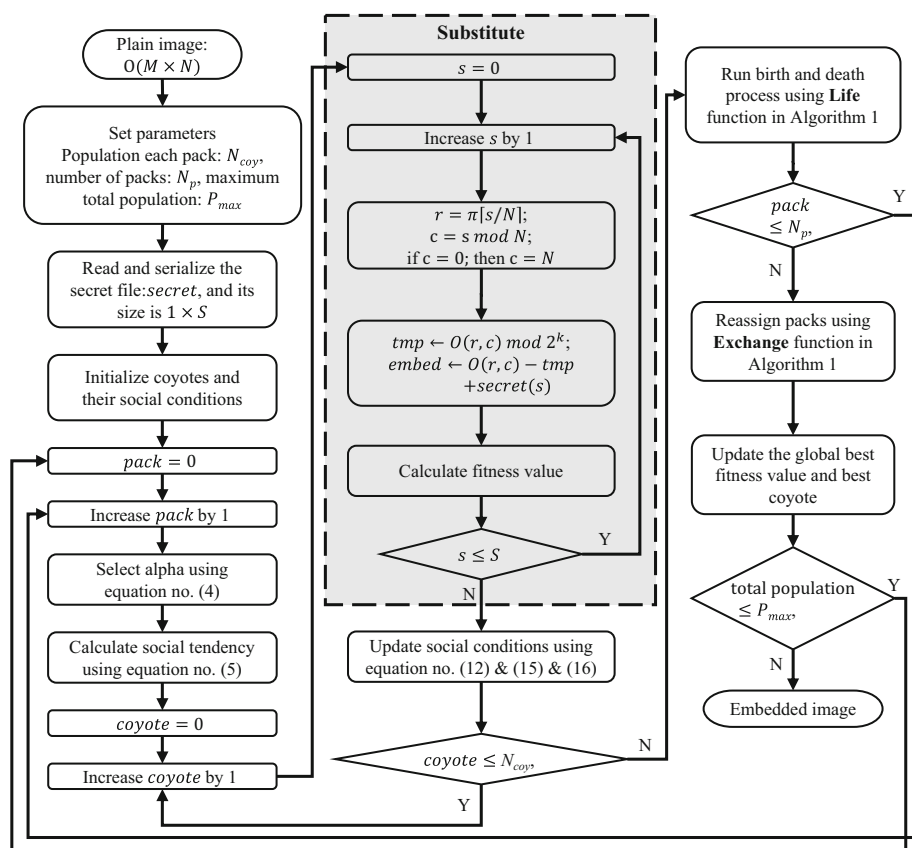 Plain image:
O(M × N)
Set parameters
Population each pack: N_coy,
number of packs: N_p, maximum
total population: P_max
Read and serialize the
secret file:secret, and its
size is 1 × S
Initialize coyotes and
their social conditions
pack = 0
Increase pack by 1
Select alpha using
equation no. (4)
Calculate social tendency
using equation no. (5)
coyote = 0
Increase coyote by 1
Substitute
s = 0
Increase s by 1
r = π⌈s/N⌉;
c = s mod N;
if c = 0; then c = N
tmp ← O(r, c) mod 2^k;
embed ← O(r, c) − tmp
+secret(s)
Calculate fitness value
s ≤ S
Y
N
Update social conditions using
equation no. (12) & (15) & (16)
coyote ≤ N_coy,
N
Y
Run birth and death
process using Life
function in Algorithm 1
pack
≤ N_p,
Y
N
Reassign packs using
Exchange function in
Algorithm 1
Update the global best
fitness value and best
coyote
total population
≤ P_max,
Y
N
Embedded image